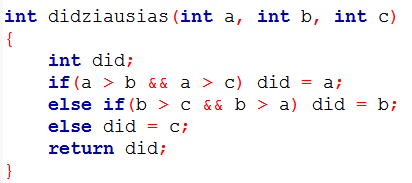 int didziausias(int a, int b, int c)
{
    int did;
    if(a > b && a > c) did = a;
    else if(b > c && b > a) did = b;
    else did = c;
    return did;
}